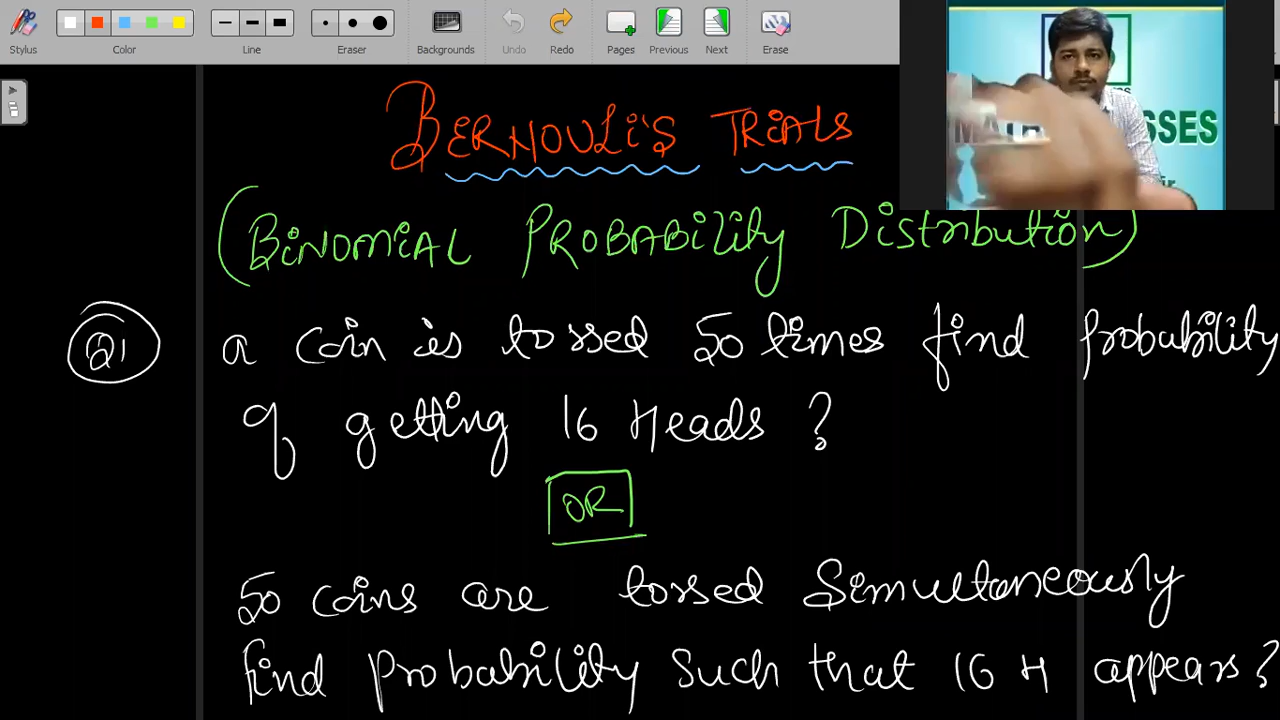 Stylus
Color
Line
Eraser
Backgrounds
Undo
Redo
Pages
Previous
Next
Erase
SSES
BERNOULI'S TRIALS
(BINOMIAL PROBABILITY DISTRIBUTION)
Q1 a coin is tossed 50 times find probability
of getting 16 Heads ?
OR
50 coins are tossed Simultaneously
find probability such that 16 H appears ?